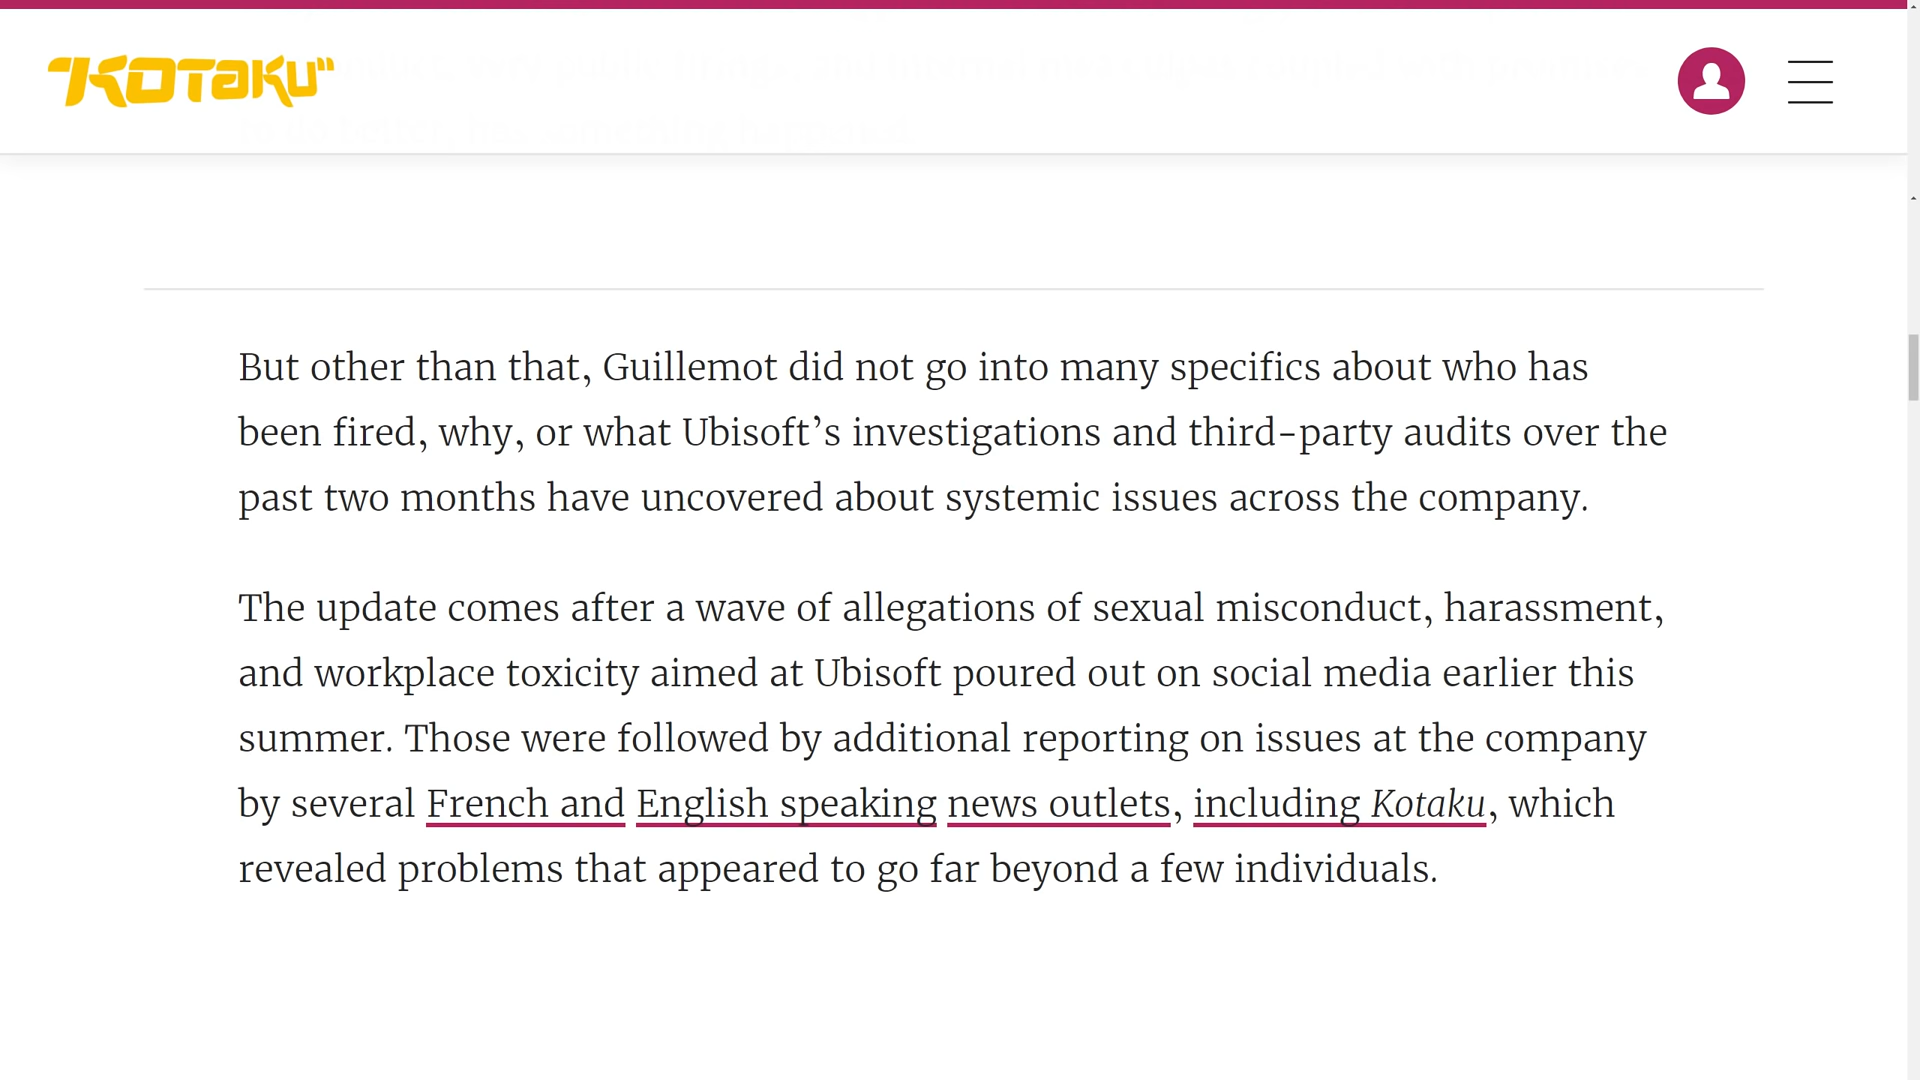 KOTAKU
But other than that, Guillemot did not go into many specifics about who has
been fired, why, or what Ubisoft’s investigations and third-party audits over the
past two months have uncovered about systemic issues across the company.
The update comes after a wave of allegations of sexual misconduct, harassment,
and workplace toxicity aimed at Ubisoft poured out on social media earlier this
summer. Those were followed by additional reporting on issues at the company
by several French and English speaking news outlets, including Kotaku, which
revealed problems that appeared to go far beyond a few individuals.